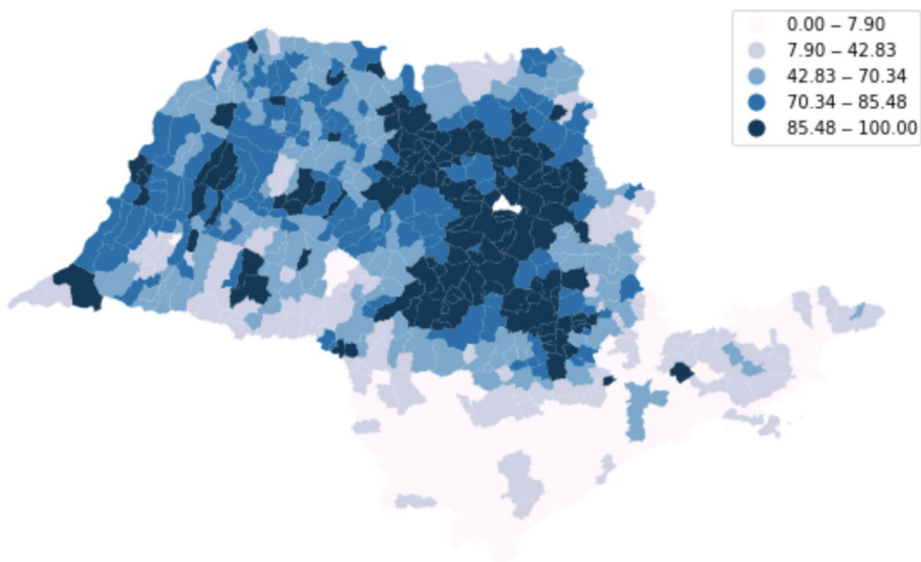 0.00 – 7.90
7.90 – 42.83
42.83 – 70.34
70.34 – 85.48
85.48 – 100.00